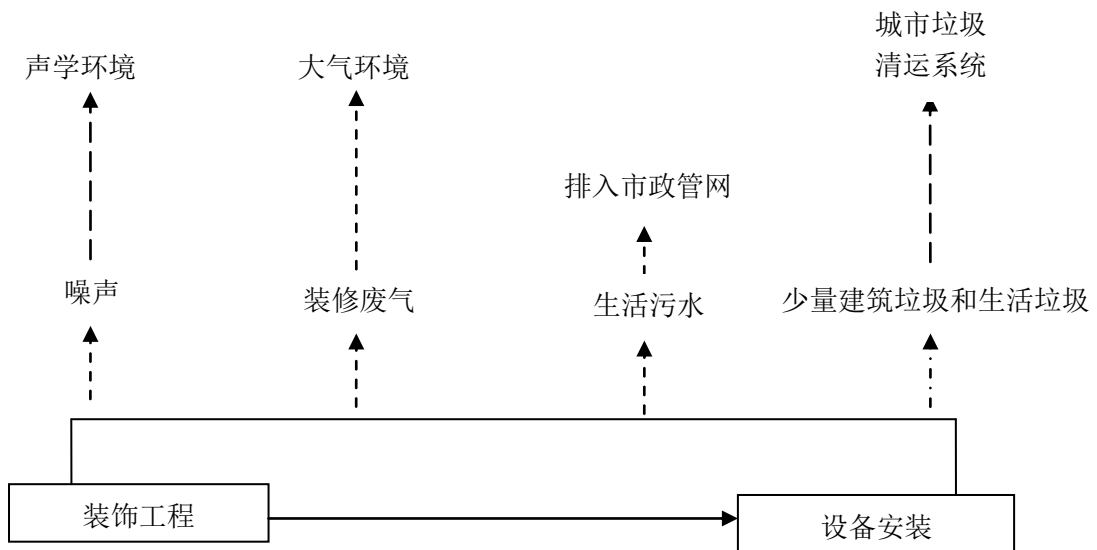 城市垃圾
清运系统
声学环境
大气环境
排入市政管网
噪声
装修废气
生活污水
少量建筑垃圾和生活垃圾
装饰工程
设备安装